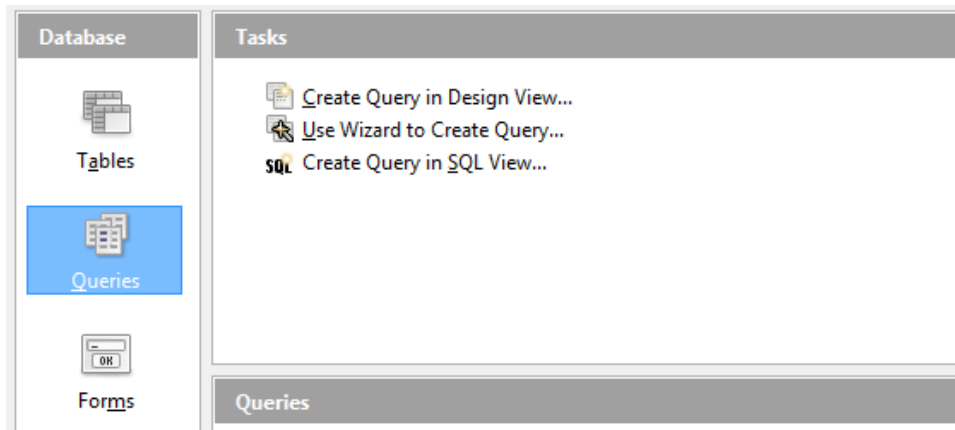 Database
Tables
Queries
OK
Forms
Tasks
Create Query in Design View...
Use Wizard to Create Query...
SQL Create Query in SQL View...
Queries